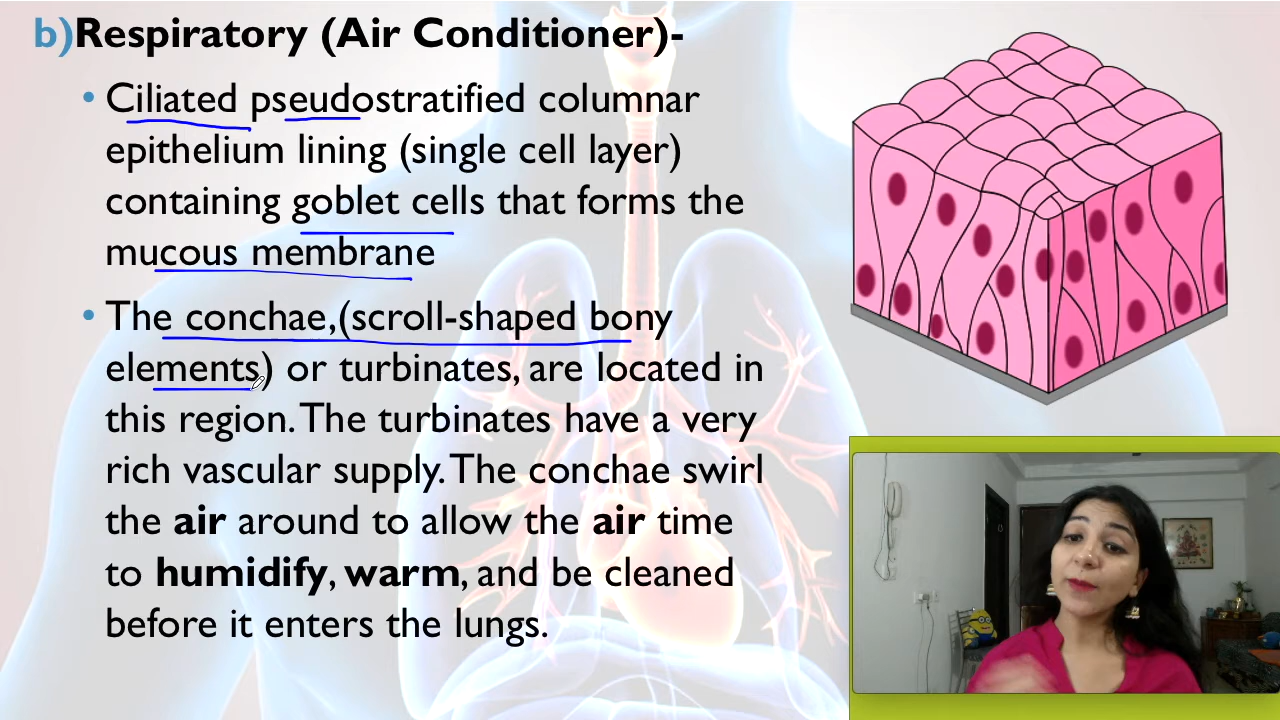 b)Respiratory (Air Conditioner)-
• Ciliated pseudostratified columnar
epithelium lining (single cell layer)
containing goblet cells that forms the
mucous membrane
• The conchae,(scroll-shaped bony
elements) or turbinates, are located in
this region. The turbinates have a very
rich vascular supply. The conchae swirl
the air around to allow the air time
to humidify, warm, and be cleaned
before it enters the lungs.